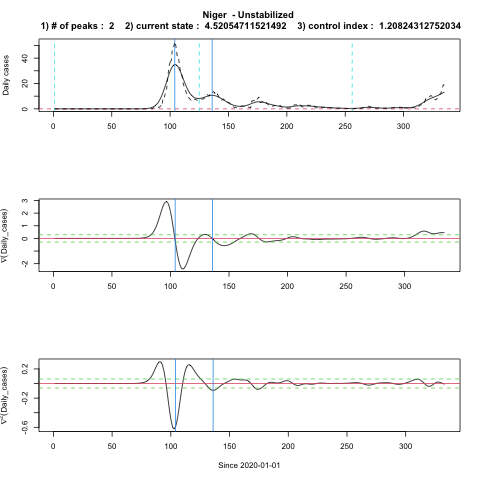 Niger - Unstabilized
1) # of peaks : 2 2) current state : 4.52054711521492 3) control index : 1.20824312752034
Daily cases
0 20 40
0 50 100 150 200 250 300
∇(Daily_cases)
-2 0 1 2 3
0 50 100 150 200 250 300
∇²(Daily_cases)
-0.6 -0.2 0.2
0 50 100 150 200 250 300
Since 2020-01-01